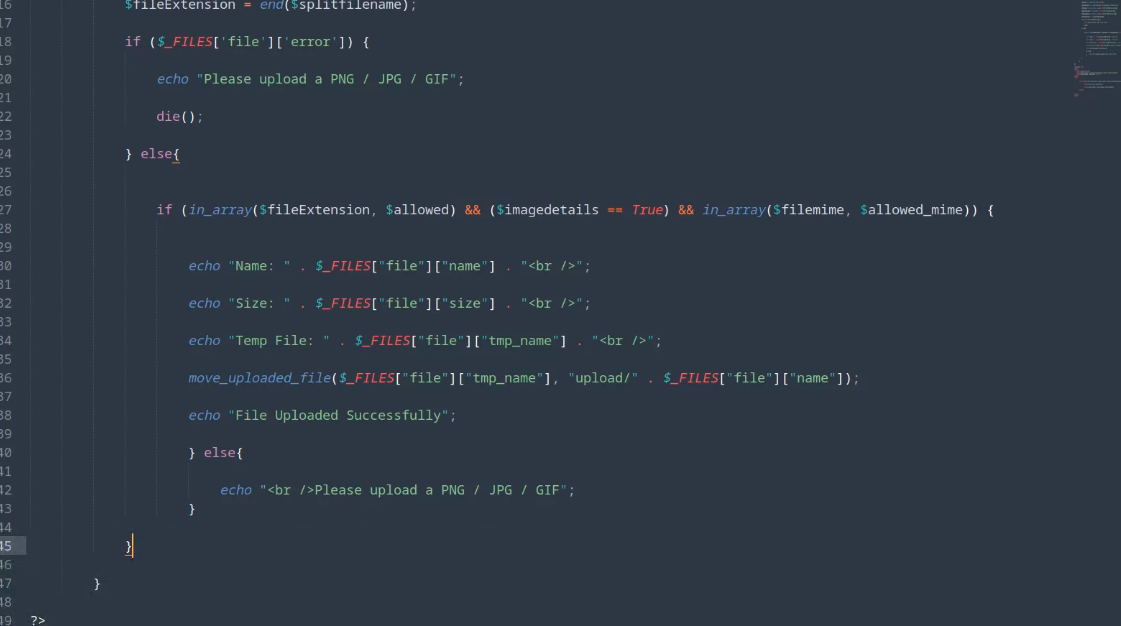 16 $fileExtension = end($splitfilename);
17
18 if ($_FILES['file']['error']) {
19
20 echo "Please upload a PNG / JPG / GIF";
21
22 die();
23
24 } else{
25
26
27 if (in_array($fileExtension, $allowed) && ($imagedetails == True) && in_array($filemime, $allowed_mime)) {
28
29
30 echo "Name: " . $_FILES["file"]["name"] . "<br />";
31
32 echo "Size: " . $_FILES["file"]["size"] . "<br />";
33
34 echo "Temp File: " . $_FILES["file"]["tmp_name"] . "<br />";
35
36 move_uploaded_file($_FILES["file"]["tmp_name"], "upload/" . $_FILES["file"]["name"]);
37
38 echo "File Uploaded Successfully";
39
40 } else{
41
42 echo "<br />Please upload a PNG / JPG / GIF";
43 }
44
45 }
46
47 }
48
49 ?>